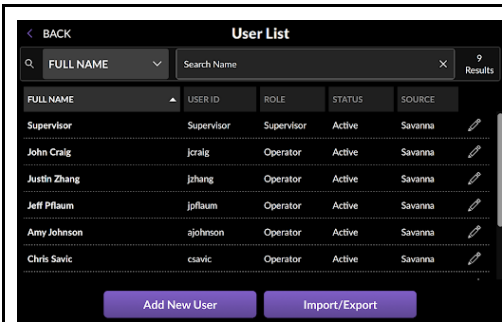 BACK User List
FULL NAME Search Name 9 Results
FULL NAME USER ID ROLE STATUS SOURCE
Supervisor Supervisor Supervisor Active Savanna
John Craig jcraig Operator Active Savanna
Justin Zhang jzhang Operator Active Savanna
Jeff Pflaum jpflaum Operator Active Savanna
Amy Johnson ajohnson Operator Active Savanna
Chris Savic csavic Operator Active Savanna
Add New User Import/Export